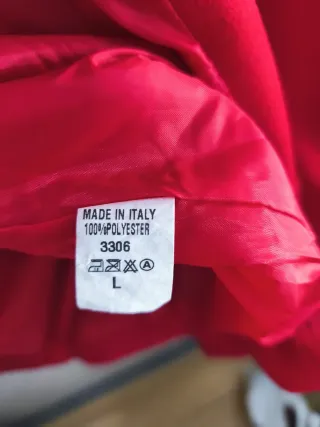 MADE IN ITALY
100%POLYESTER
3306
A
L